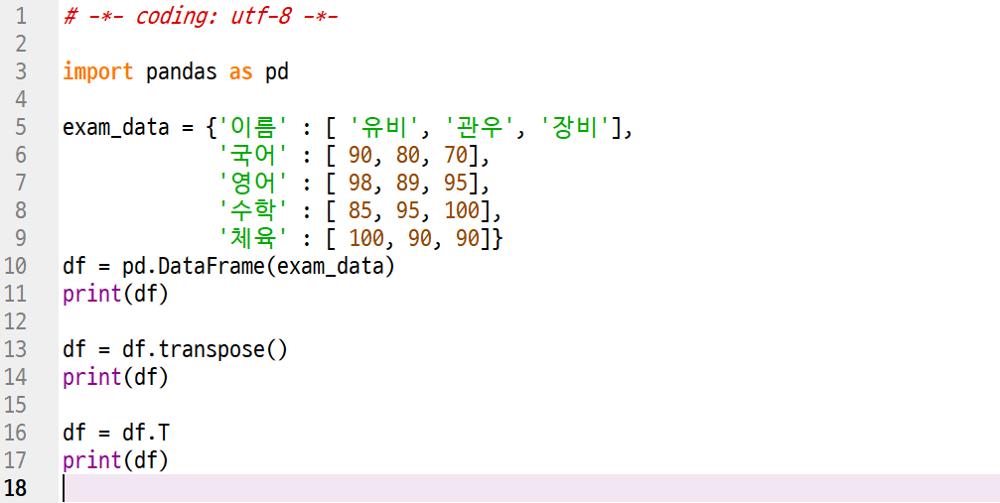 1 # -*- coding: utf-8 -*-
2
3 import pandas as pd
4
5 exam_data = {'이름' : [ '유비', '관우', '장비'],
6 '국어' : [ 90, 80, 70],
7 '영어' : [ 98, 89, 95],
8 '수학' : [ 85, 95, 100],
9 '체육' : [ 100, 90, 90]}
10 df = pd.DataFrame(exam_data)
11 print(df)
12
13 df = df.transpose()
14 print(df)
15
16 df = df.T
17 print(df)
18